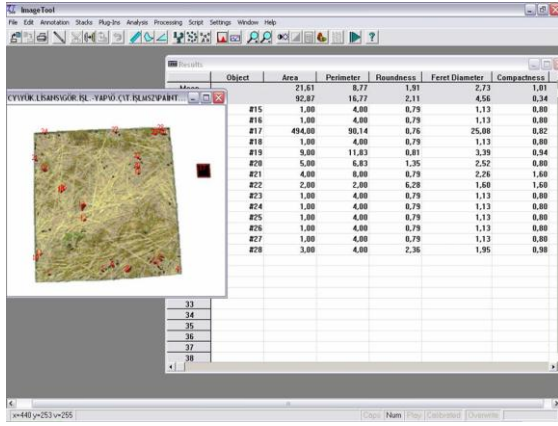 ImageTool
File Edit Annotation Stacks Plug-Ins Analysis Processing Script Settings Window Help
Results
Object Area Perimeter Roundness Feret Diameter Compactness
Mean 21,61 8,77 1,91 2,73 1,01
92,87 16,77 2,11 4,56 0,34
#15 1,00 4,00 0,79 1,13 0,80
#16 1,00 4,00 0,79 1,13 0,80
#17 494,00 90,14 0,76 25,08 0,82
#18 1,00 4,00 0,79 1,13 0,80
#19 9,00 11,83 0,81 3,39 0,94
#20 5,00 6,83 1,35 2,52 0,80
#21 4,00 8,00 0,79 2,26 1,60
#22 2,00 2,00 6,28 1,60 1,60
#23 1,00 4,00 0,79 1,13 0,80
#24 1,00 4,00 0,79 1,13 0,80
#25 1,00 4,00 0,79 1,13 0,80
#26 1,00 4,00 0,79 1,13 0,80
#27 1,00 4,00 0,79 1,13 0,80
#28 3,00 4,00 2,36 1,95 0,98
33
34
35
36
37
38
x=440 y=253 v=255
Caps Num Play Calibrated Overwrite